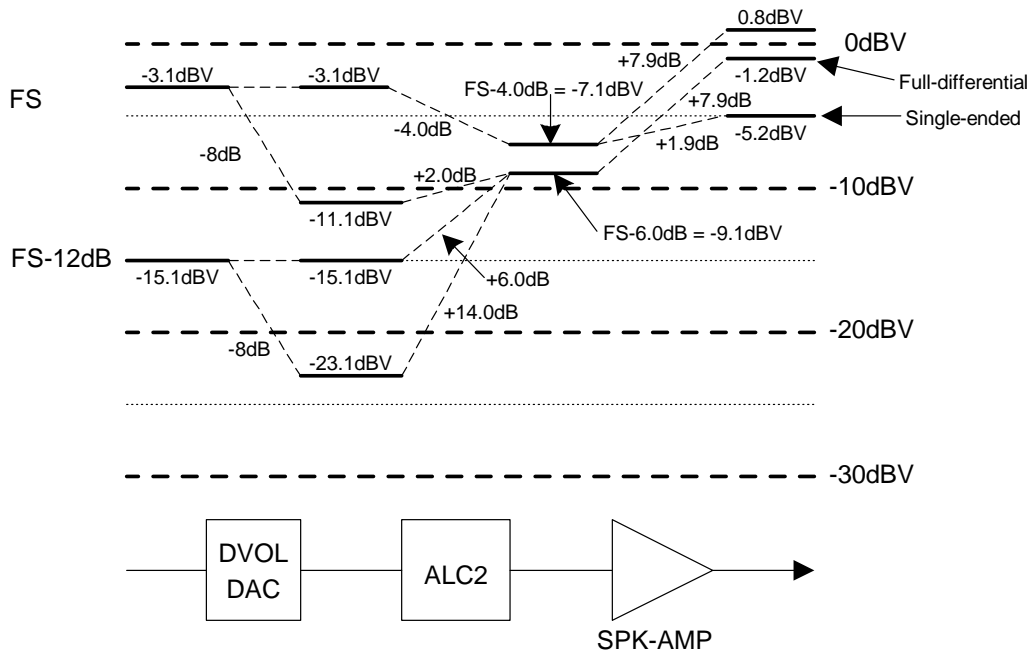 0.8dBV
0dBV
+7.9dB
-3.1dBV
-3.1dBV
-1.2dBV
Full-differential
FS-4.0dB = -7.1dBV
FS
+7.9dB
Single-ended
-4.0dB
-5.2dBV
+1.9dB
-8dB
+2.0dB
-10dBV
-11.1dBV
FS-6.0dB = -9.1dBV
FS-12dB
-15.1dBV
-15.1dBV
+6.0dB
+14.0dB
-20dBV
-8dB
-23.1dBV
-30dBV
DVOL
DAC
ALC2
SPK-AMP